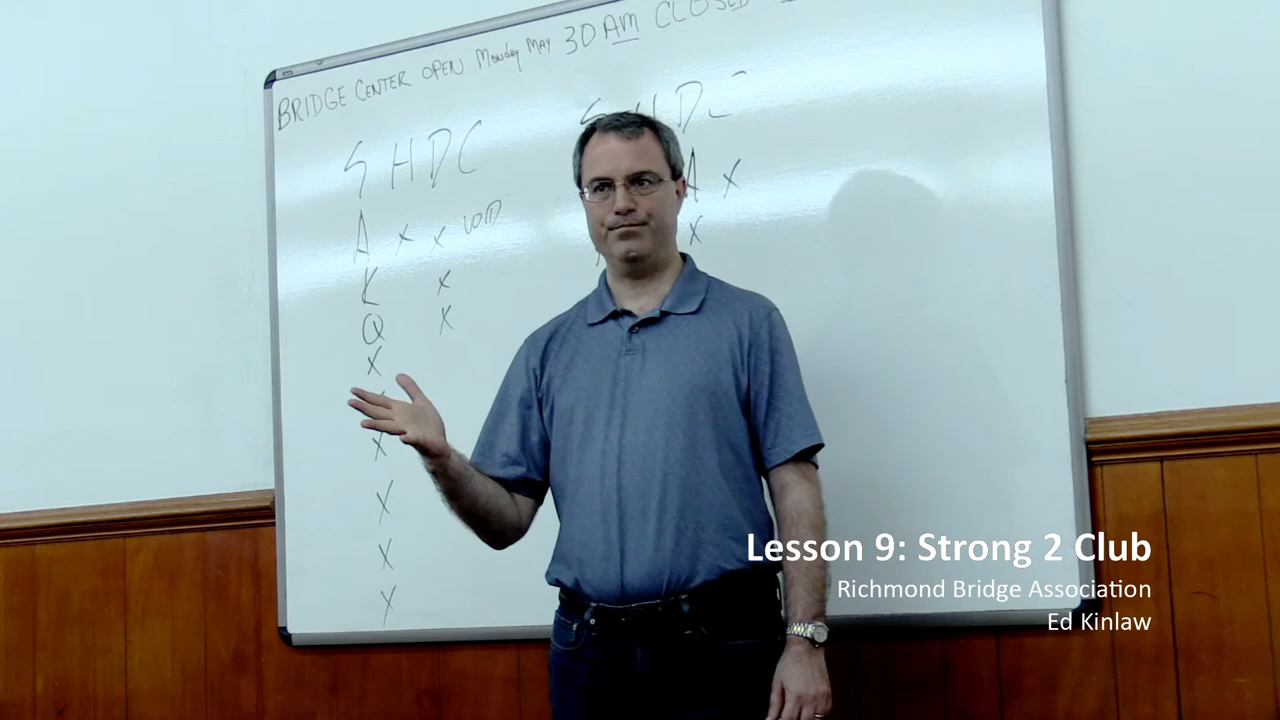 BRIDGE CENTER OPEN Monday MAY 30 AM CLOSED
S H D C
S H D C
A x x VOID
A x
K x
x
Q x
x
x
x
x
x
Lesson 9: Strong 2 Club
Richmond Bridge Association
Ed Kinlaw